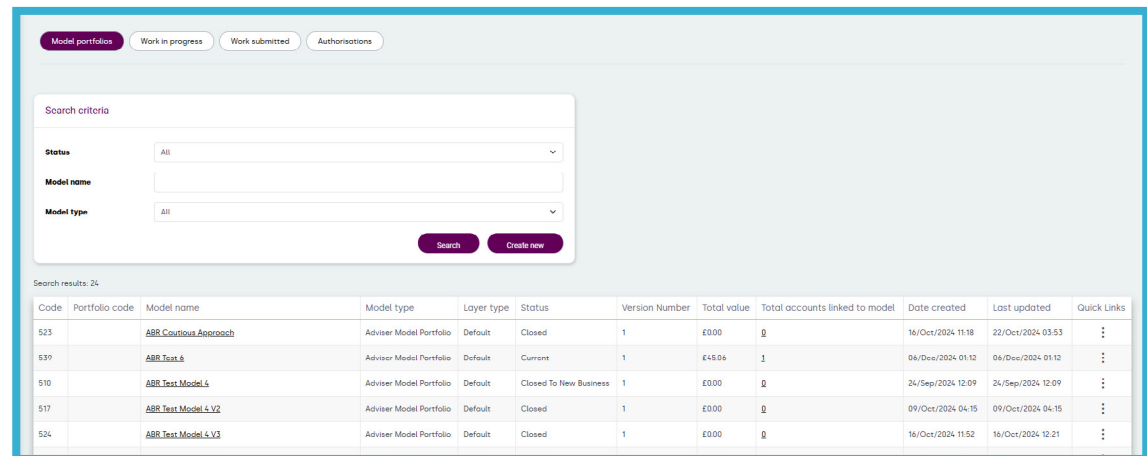 Model portfolios Work in progress Work submitted Authorisations
Search criteria
Status All
Model name
Model type All
Search Create new
Search results: 24
Code Portfolio code Model name Model type Layer type Status Version Number Total value Total accounts linked to model Date created Last updated Quick Links
523 ABR Cautious Approach Adviser Model Portfolio Default Closed 1 £0.00 0 16/Oct/2024 11:18 22/Oct/2024 03:53
539 ABR Test 6 Adviser Model Portfolio Default Current 1 £45.06 1 06/Dec/2024 01:12 06/Dec/2024 01:12
510 ABR Test Model 4 Adviser Model Portfolio Default Closed To New Business 1 £0.00 0 24/Sep/2024 12:09 24/Sep/2024 12:09
517 ABR Test Model 4 V2 Adviser Model Portfolio Default Closed 1 £0.00 0 09/Oct/2024 04:15 09/Oct/2024 04:15
524 ABR Test Model 4 V3 Adviser Model Portfolio Default Closed 1 £0.00 0 16/Oct/2024 11:52 16/Oct/2024 12:21